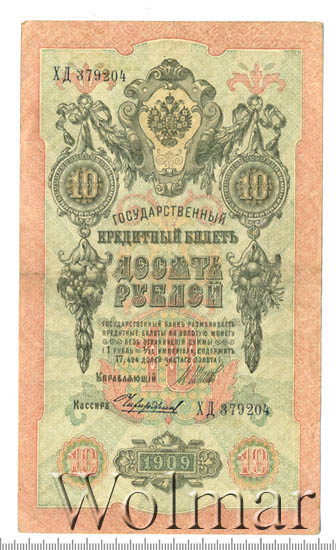 ХД 379204
10 10
ГОСУДАРСТВЕННЫЙ
КРЕДИТНЫЙ БИЛЕТЪ
ДЕСЯТЬ
РУБЛЕЙ
ГОСУДАРСТВЕННЫЙ БАНКЪ РАЗМѢНИВАЕТЪ
КРЕДИТНЫЕ БИЛЕТЫ НА ЗОЛОТУЮ МОНЕТУ
БЕЗЪ ОГРАНИЧЕНІЯ СУММЫ
(1 РУБЛЬ = 1/15 ИМПЕРІАЛА, СОДЕРЖИТЪ
17,424 ДОЛЕЙ ЧИСТАГО ЗОЛОТА)
10
Управляющій
Кассиръ
ХД 379204
10 1909 10
Wolmar